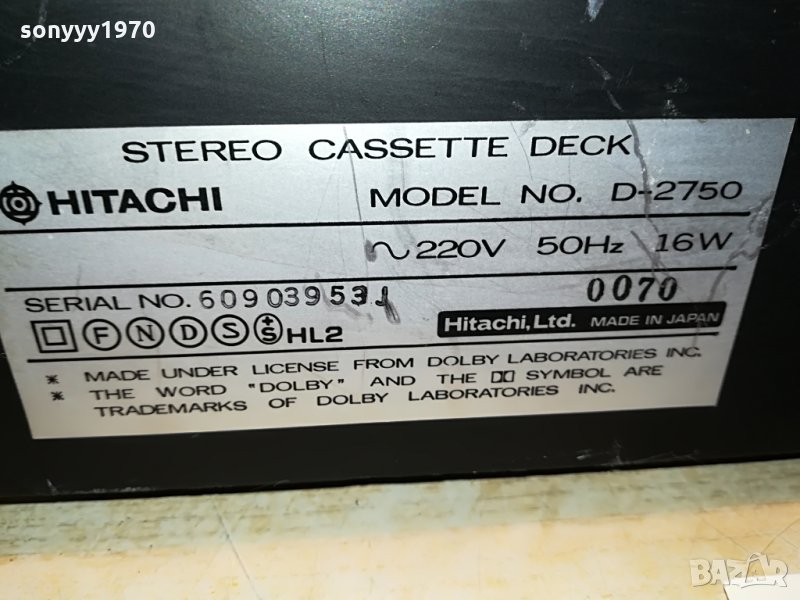 sonyyy1970
STEREO CASSETTE DECK
HITACHI MODEL NO. D-2750
~220V 50Hz 16W
SERIAL NO. 60903953J 0070
F N D S +S HL2 Hitachi, Ltd. MADE IN JAPAN
* MADE UNDER LICENSE FROM DOLBY LABORATORIES INC.
* THE WORD "DOLBY" AND THE DD SYMBOL ARE
TRADEMARKS OF DOLBY LABORATORIES INC.
BAZAR